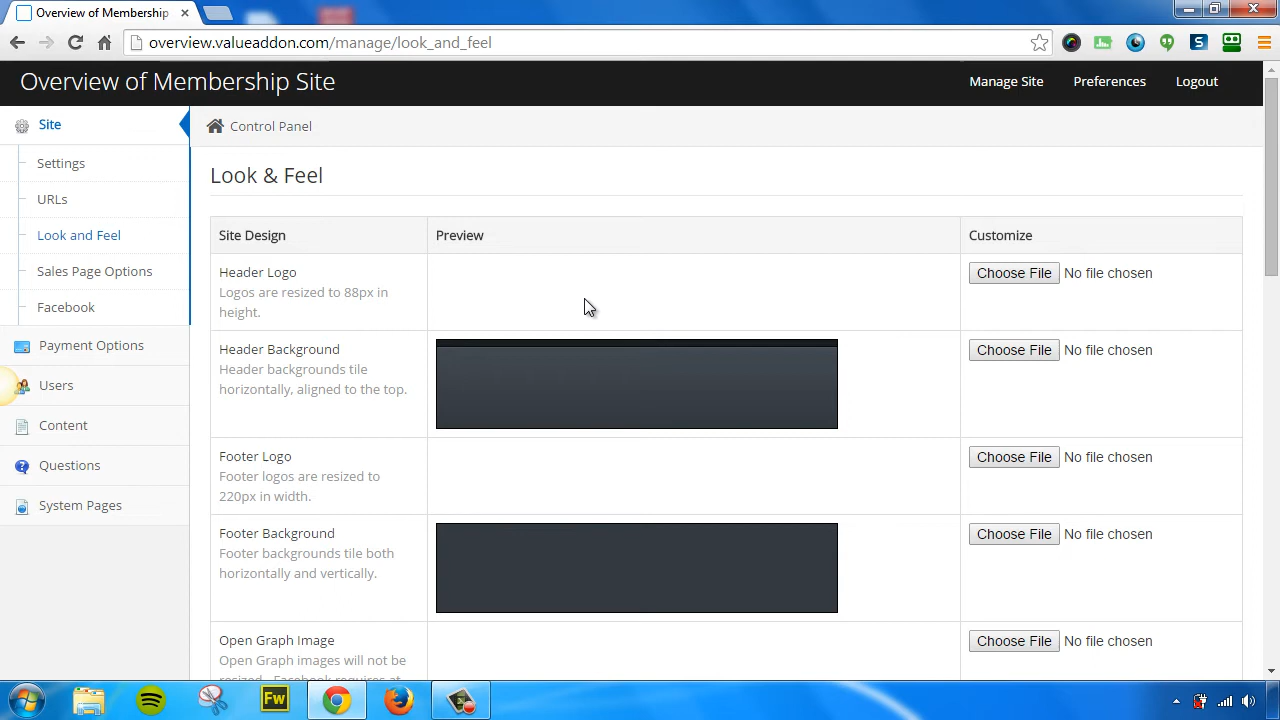 Overview of Membership
overview.valueaddon.com/manage/look_and_feel
Overview of Membership Site
Manage Site
Preferences
Logout
Site
Settings
URLs
Look and Feel
Sales Page Options
Facebook
Payment Options
Users
Content
Questions
System Pages
Control Panel
Look & Feel
Site Design
Preview
Customize
Header Logo
Logos are resized to 88px in
height.
Choose File No file chosen
Header Background
Header backgrounds tile
horizontally, aligned to the top.
Choose File No file chosen
Footer Logo
Footer logos are resized to
220px in width.
Choose File No file chosen
Footer Background
Footer backgrounds tile both
horizontally and vertically.
Choose File No file chosen
Open Graph Image
Open Graph images will not be
resized. Facebook requires at
Choose File No file chosen
Fw